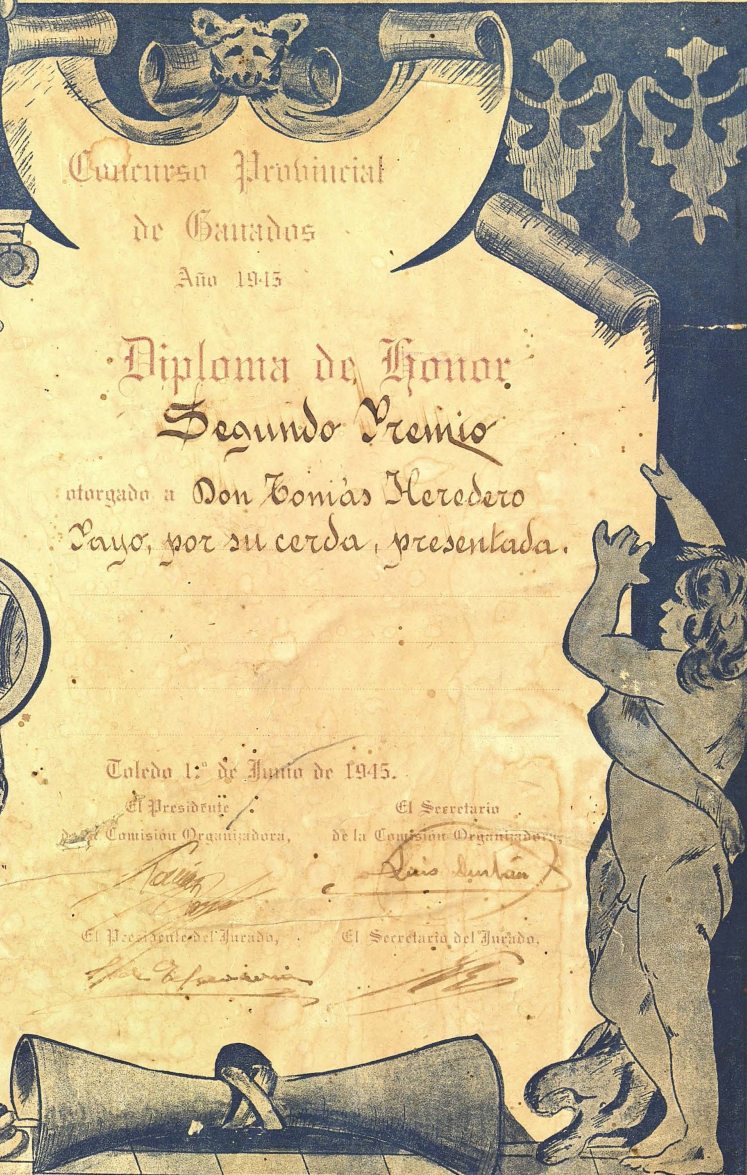 Concurso Provincial
de Ganados
Año 1945
Diploma de Honor
Segundo Premio
otorgado a Don Tomás Heredero
Payo, por su cerda, presentada.
Toledo 1.º de Junio de 1945.
El Presidente
de la Comisión Organizadora,
El Secretario
de la Comisión Organizadora,
Luis
El Presidente del Jurado,
El Secretario del Jurado,